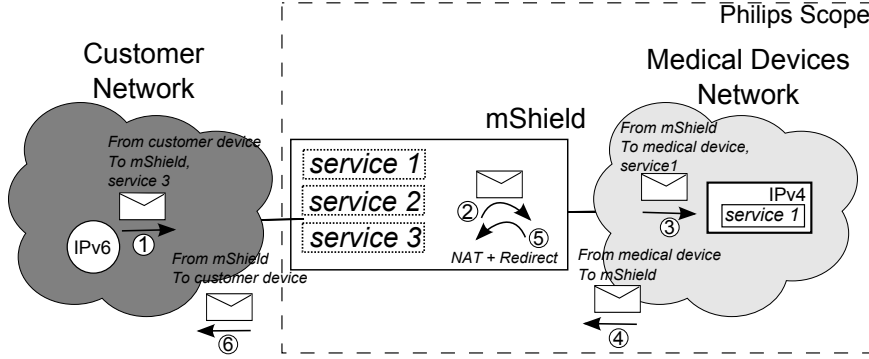 Philips Scope
Customer
Network
Medical Devices
Network
mShield
From customer device
To mShield,
service 3
IPv6
①
From mShield
To customer device
⑥
service 1
service 2
service 3
②
⑤
NAT + Redirect
From mShield
To medical device,
service1
③
IPv4
service 1
From medical device
To mShield
④